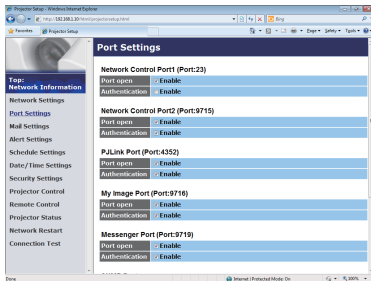 Projector Setup - Windows Internet Explorer
http://192.168.1.10/html/projectorsetup.html
Bing
Favorites
Projector Setup
Page
Safety
Tools
Port Settings
Top:
Network Information
Network Settings
Port Settings
Mail Settings
Alert Settings
Schedule Settings
Date/Time Settings
Security Settings
Projector Control
Remote Control
Projector Status
Network Restart
Connection Test
Network Control Port1 (Port:23)
Port open Enable
Authentication Enable
Network Control Port2 (Port:9715)
Port open Enable
Authentication Enable
PJLink Port (Port:4352)
Port open Enable
Authentication Enable
My Image Port (Port:9716)
Port open Enable
Authentication Enable
Messenger Port (Port:9719)
Port open Enable
Authentication Enable
Done
Internet | Protected Mode: On
100%